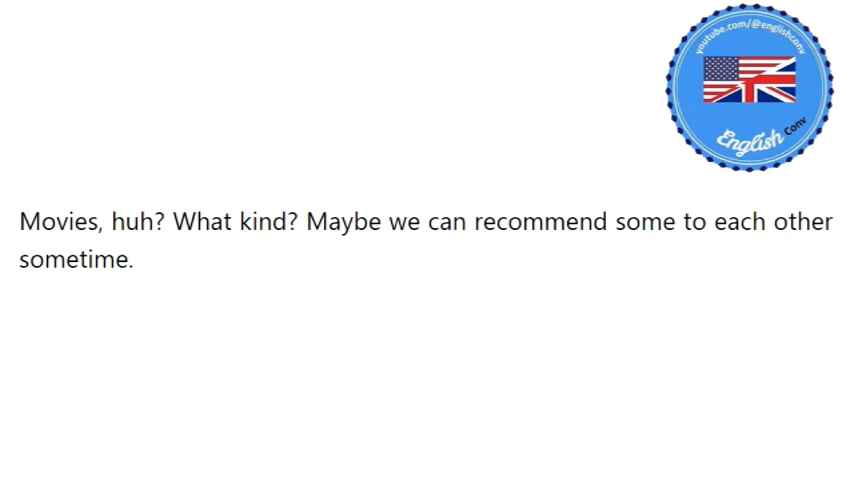 youtube.com/@englishconv
English Conv
Movies, huh? What kind? Maybe we can recommend some to each other
sometime.